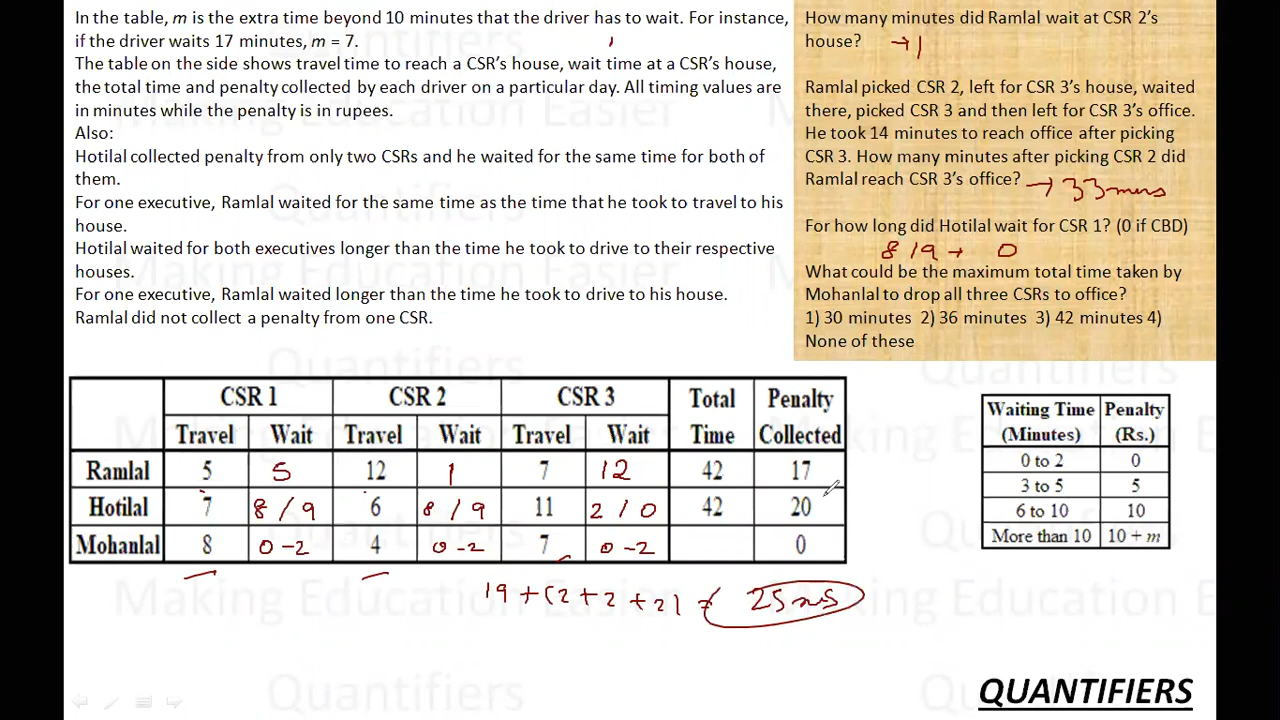 In the table, m is the extra time beyond 10 minutes that the driver has to wait. For instance,
if the driver waits 17 minutes, m = 7.
The table on the side shows travel time to reach a CSR's house, wait time at a CSR's house,
the total time and penalty collected by each driver on a particular day. All timing values are
in minutes while the penalty is in rupees.
Also:
Hotilal collected penalty from only two CSRs and he waited for the same time for both of
them.
For one executive, Ramlal waited for the same time as the time that he took to travel to his
house.
Hotilal waited for both executives longer than the time he took to drive to their respective
houses.
For one executive, Ramlal waited longer than the time he took to drive to his house.
Ramlal did not collect a penalty from one CSR.
How many minutes did Ramlal wait at CSR 2's
house? → 1
Ramlal picked CSR 2, left for CSR 3's house, waited
there, picked CSR 3 and then left for CSR 3's office.
He took 14 minutes to reach office after picking
CSR 3. How many minutes after picking CSR 2 did
Ramlal reach CSR 3's office? → 33 mins
For how long did Hotilal wait for CSR 1? (0 if CBD)
8 / 9 → 0
What could be the maximum total time taken by
Mohanlal to drop all three CSRs to office?
1) 30 minutes 2) 36 minutes 3) 42 minutes 4)
None of these
CSR 1 CSR 2 CSR 3 Total Time Penalty Collected
Travel Wait Travel Wait Travel Wait
Ramlal 5 5 12 1 7 12 42 17
Hotilal 7 8 / 9 6 8 / 9 11 2 / 0 42 20
Mohanlal 8 0-2 4 0-2 7 0-2 0
19 + (2 + 2 + 2) = 25 ms
Waiting Time (Minutes) Penalty (Rs.)
0 to 2 0
3 to 5 5
6 to 10 10
More than 10 10 + m
QUANTIFIERS